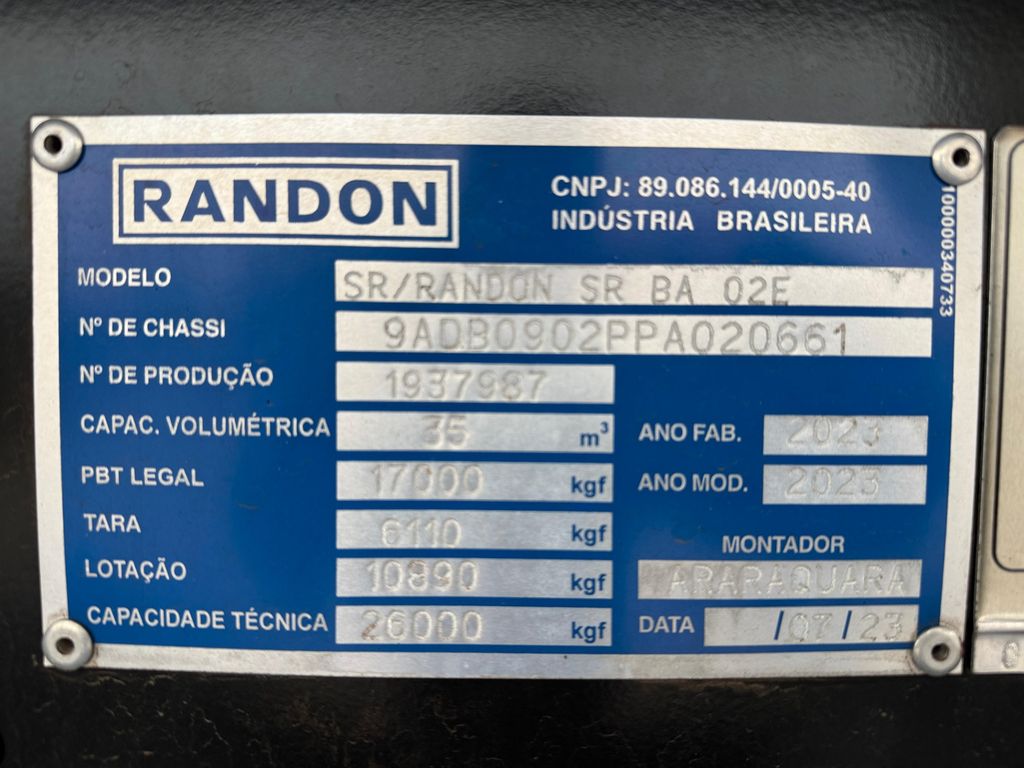 RANDON
CNPJ: 89.086.144/0005-40
INDÚSTRIA BRASILEIRA
100000340733
MODELO SR/RANDON SR BA 02E
Nº DE CHASSI 9ADB0902PPA020661
Nº DE PRODUÇÃO 1937987
CAPAC. VOLUMÉTRICA 35 m³ ANO FAB. 2023
PBT LEGAL 17000 kgf ANO MOD. 2023
TARA 6110 kgf
MONTADOR
LOTAÇÃO 10890 kgf ARARAQUARA
CAPACIDADE TÉCNICA 26000 kgf DATA /07/23